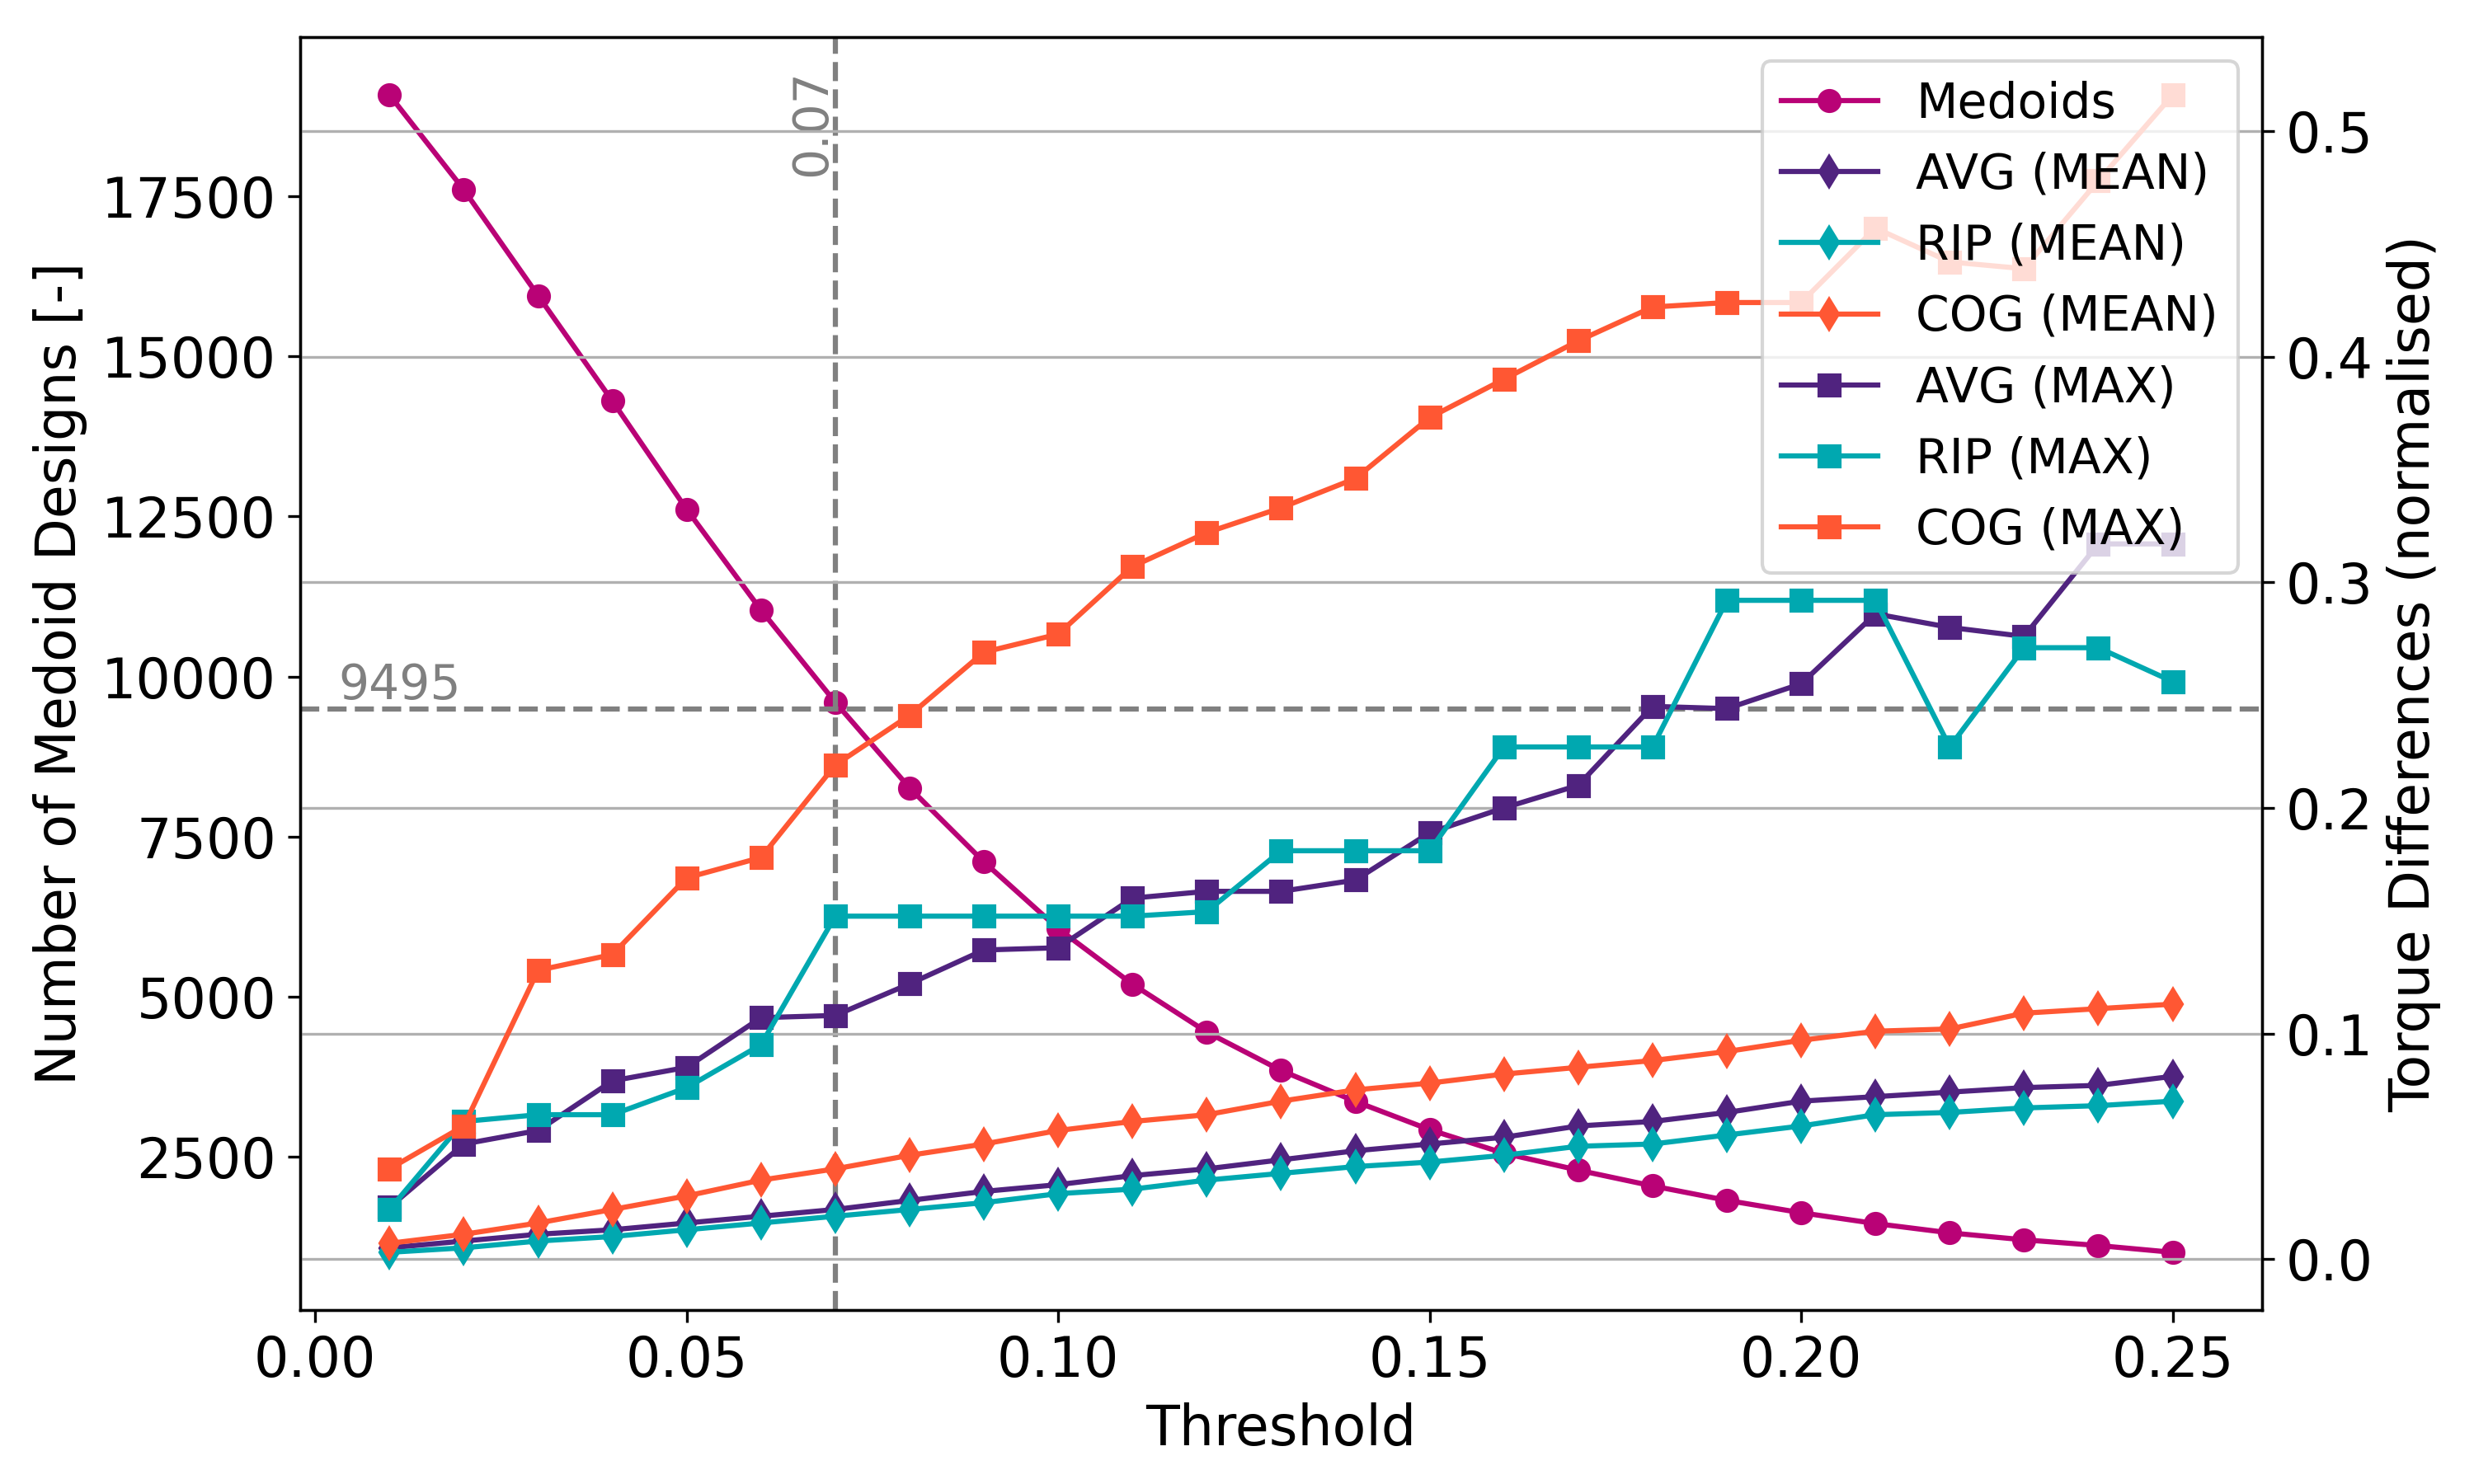 Number of Medoid Designs [-]
17500
15000
12500
10000
7500
5000
2500
0.07
9495
Medoids
AVG (MEAN)
RIP (MEAN)
COG (MEAN)
AVG (MAX)
RIP (MAX)
COG (MAX)
0.5
0.4
0.3
0.2
0.1
0.0
Torque Differences (normalised)
0.00 0.05 0.10 0.15 0.20 0.25
Threshold